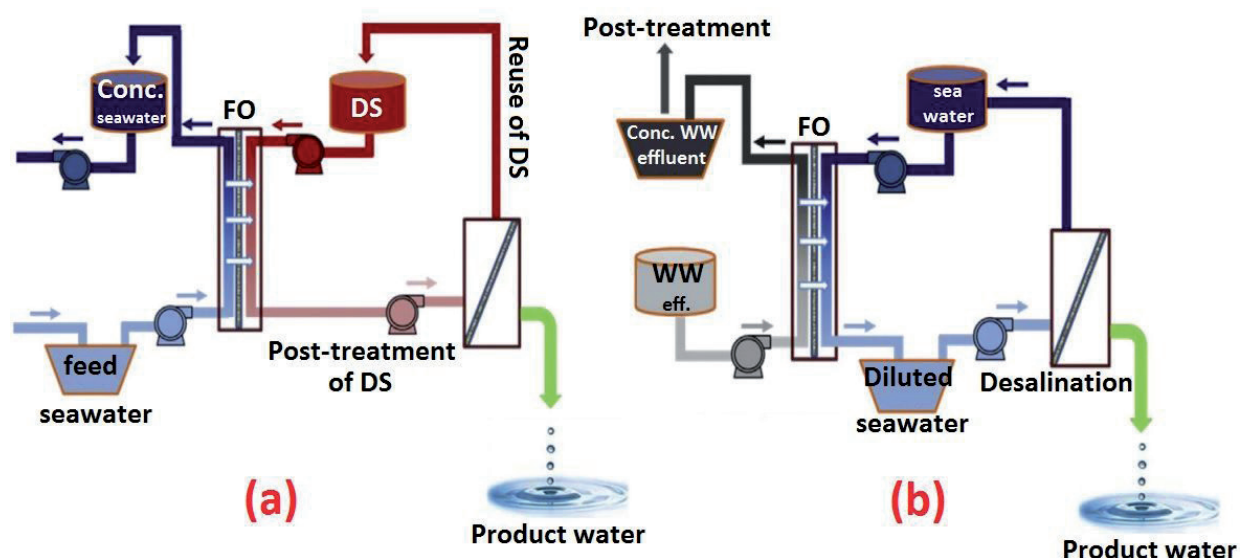 Conc.
seawater
FO
DS
Reuse of DS
feed
seawater
Post-treatment
of DS
Product water
(a)
Post-treatment
Conc. WW
effluent
FO
sea
water
WW
eff.
Diluted
seawater
Desalination
Product water
(b)